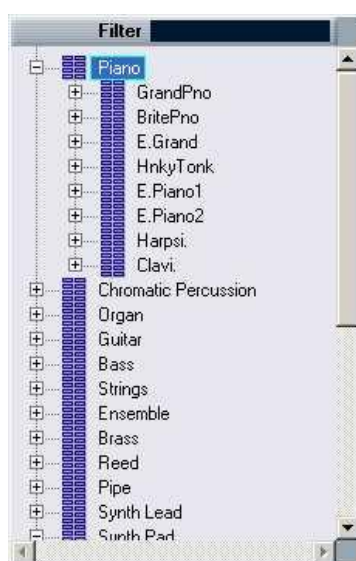 Filter
Piano
GrandPno
BritePno
E.Grand
HnkyTonk
E.Piano1
E.Piano2
Harpsi.
Clavi.
Chromatic Percussion
Organ
Guitar
Bass
Strings
Ensemble
Brass
Reed
Pipe
Synth Lead
Synth Pad